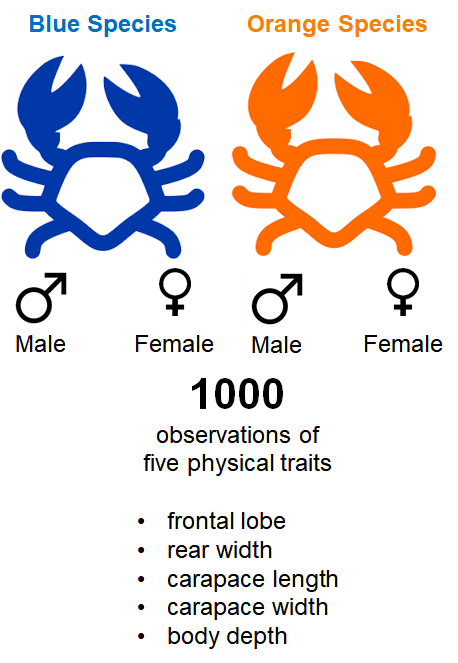 Blue Species Orange Species
Male Female Male Female
1000
observations of
five physical traits
• frontal lobe
• rear width
• carapace length
• carapace width
• body depth